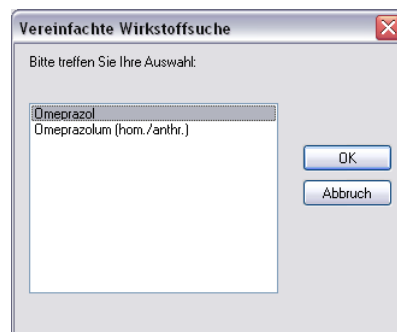 Vereinfachte Wirkstoffsuche
Bitte treffen Sie Ihre Auswahl:
Omeprazol
Omeprazolum (hom./anthr.)
OK
Abbruch